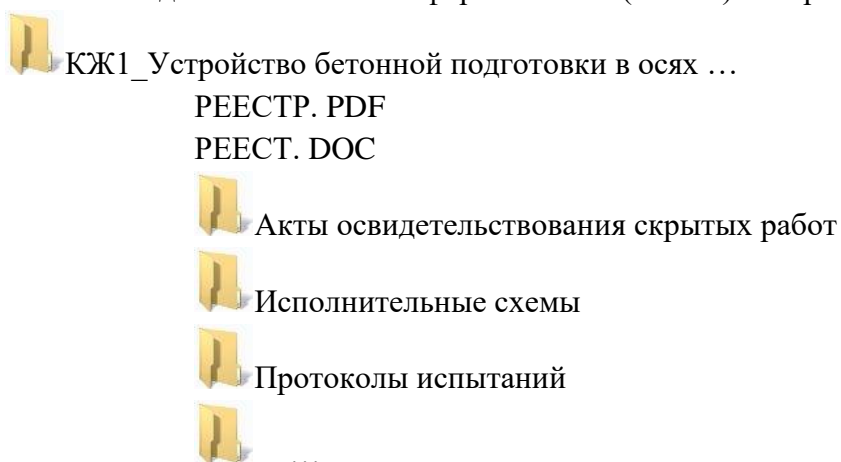 КЖ1_Устройство бетонной подготовки в осях …
РЕЕСТР. PDF
РЕЕСТ. DOC
Акты освидетельствования скрытых работ
Исполнительные схемы
Протоколы испытаний
…